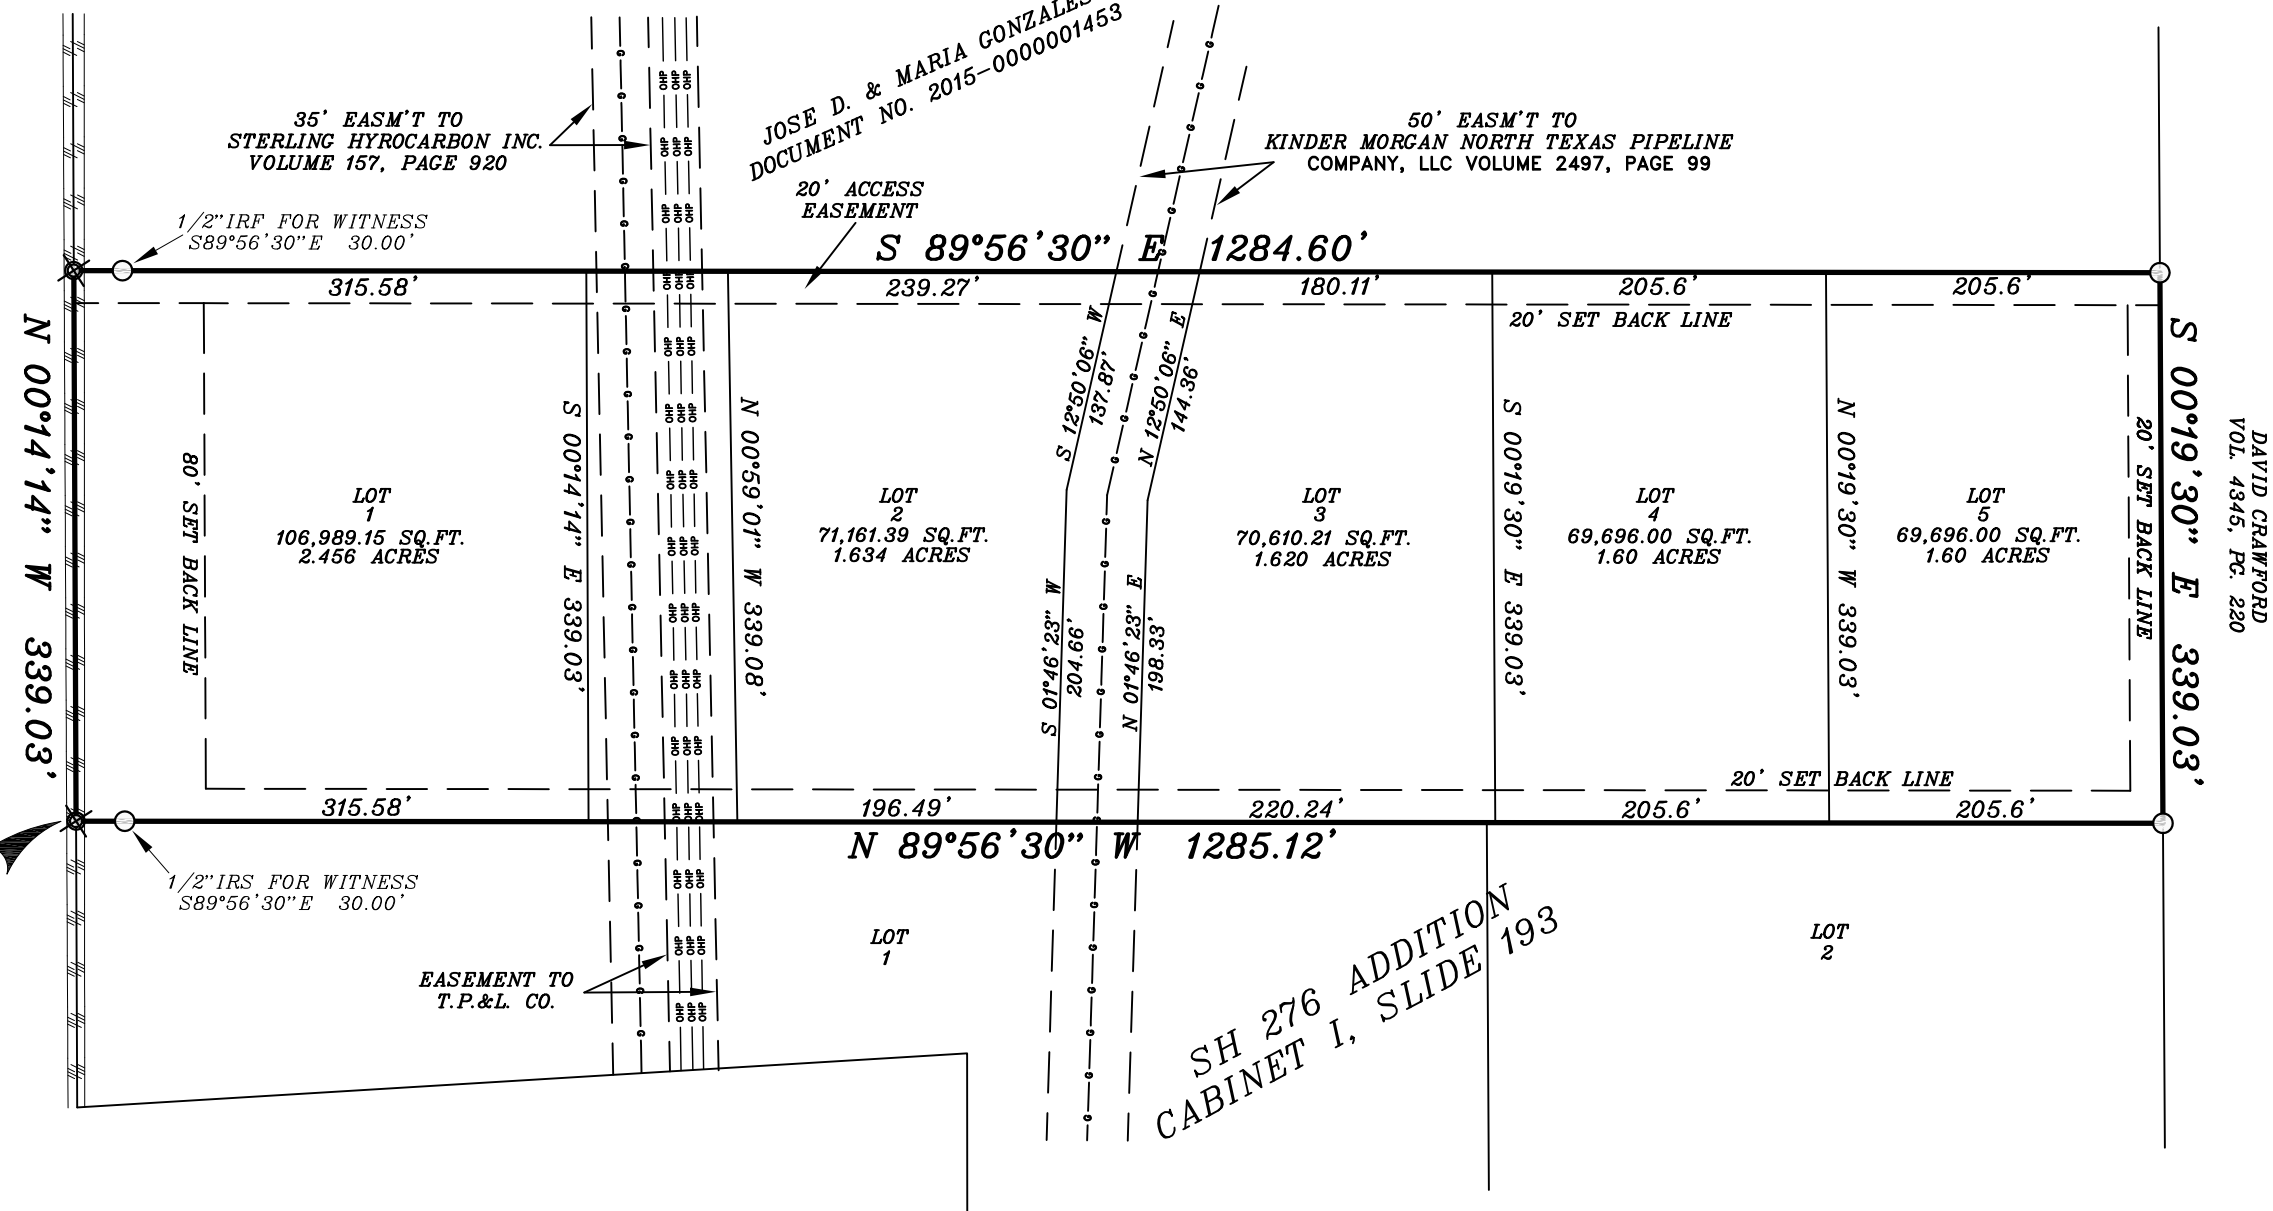 JOSE D. & MARIA GONZALES
DOCUMENT NO. 2015-0000001453
35' EASM'T TO
STERLING HYROCARBON INC.
VOLUME 157, PAGE 920
50' EASM'T TO
KINDER MORGAN NORTH TEXAS PIPELINE
COMPANY, LLC VOLUME 2497, PAGE 99
20' ACCESS
EASEMENT
1/2"IRF FOR WITNESS
S89°56'30"E 30.00'
S 89°56'30" E 1284.60'
315.58'
239.27'
180.11'
205.6'
205.6'
20' SET BACK LINE
N 00°14'14" W 339.03'
80' SET BACK LINE
LOT
1
106,989.15 SQ.FT.
2.456 ACRES
S 00°14'14" E 339.03'
N 00°59'01" W 339.08'
LOT
2
71,161.39 SQ.FT.
1.634 ACRES
S 12°50'06" W
137.87'
N 12°50'06" E
144.36'
S 01°46'23" W
204.66'
N 01°46'23" E
198.33'
LOT
3
70,610.21 SQ.FT.
1.620 ACRES
S 00°19'30" E 339.03'
LOT
4
69,696.00 SQ.FT.
1.60 ACRES
N 00°19'30" W 339.03'
LOT
5
69,696.00 SQ.FT.
1.60 ACRES
20' SET BACK LINE
S 00°19'30" E 339.03'
DAVID CRAWFORD
VOL. 4345, PG. 220
20' SET BACK LINE
315.58'
196.49'
220.24'
205.6'
205.6'
N 89°56'30" W 1285.12'
1/2"IRS FOR WITNESS
S89°56'30"E 30.00'
EASEMENT TO
T.P.&L. CO.
LOT
1
SH 276 ADDITION
CABINET I, SLIDE 193
LOT
2
OHP OHP OHP
G